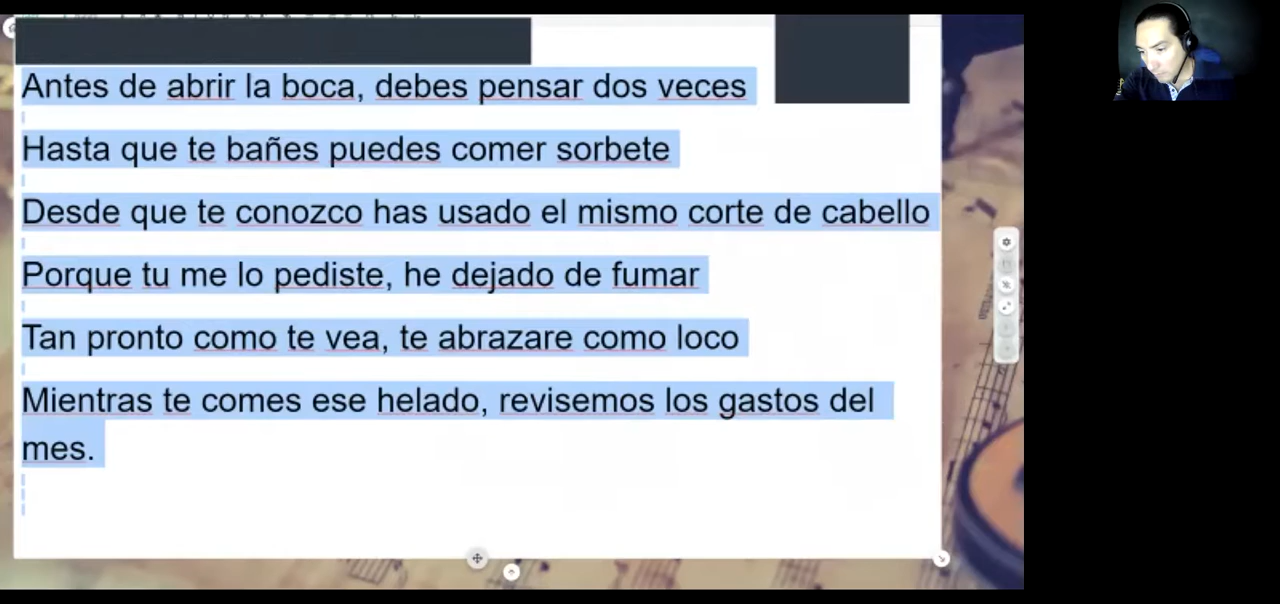 Antes de abrir la boca, debes pensar dos veces
Hasta que te bañes puedes comer sorbete
Desde que te conozco has usado el mismo corte de cabello
Porque tu me lo pediste, he dejado de fumar
Tan pronto como te vea, te abrazare como loco
Mientras te comes ese helado, revisemos los gastos del
mes.